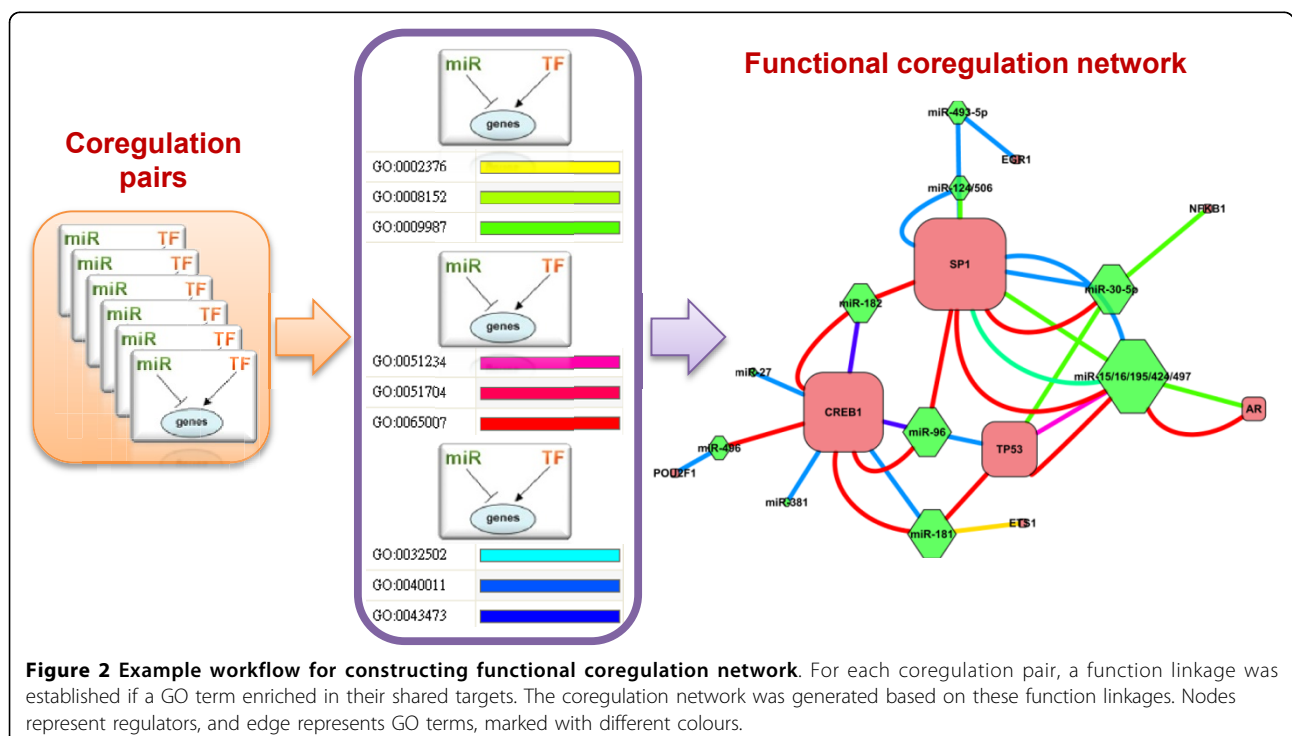 Coregulation
pairs
miR TF
miR TF
miR TF
miR TF
miR TF
miR TF
genes
miR TF
genes
GO:0002376
GO:0008152
GO:0009987
miR TF
genes
GO:0051234
GO:0051704
GO:0065007
miR TF
genes
GO:0032502
GO:0040011
GO:0043473
Functional coregulation network
miR-493-5p
EGR1
miR-124/506
NFKB1
SP1
miR-30-5p
miR-182
miR-27
miR-15/16/195/424/497
CREB1
AR
miR-96
TP53
miR-496
POU2F1
miR-381
ETS1
miR-181
Figure 2 Example workflow for constructing functional coregulation network. For each coregulation pair, a function linkage was
established if a GO term enriched in their shared targets. The coregulation network was generated based on these function linkages. Nodes
represent regulators, and edge represents GO terms, marked with different colours.